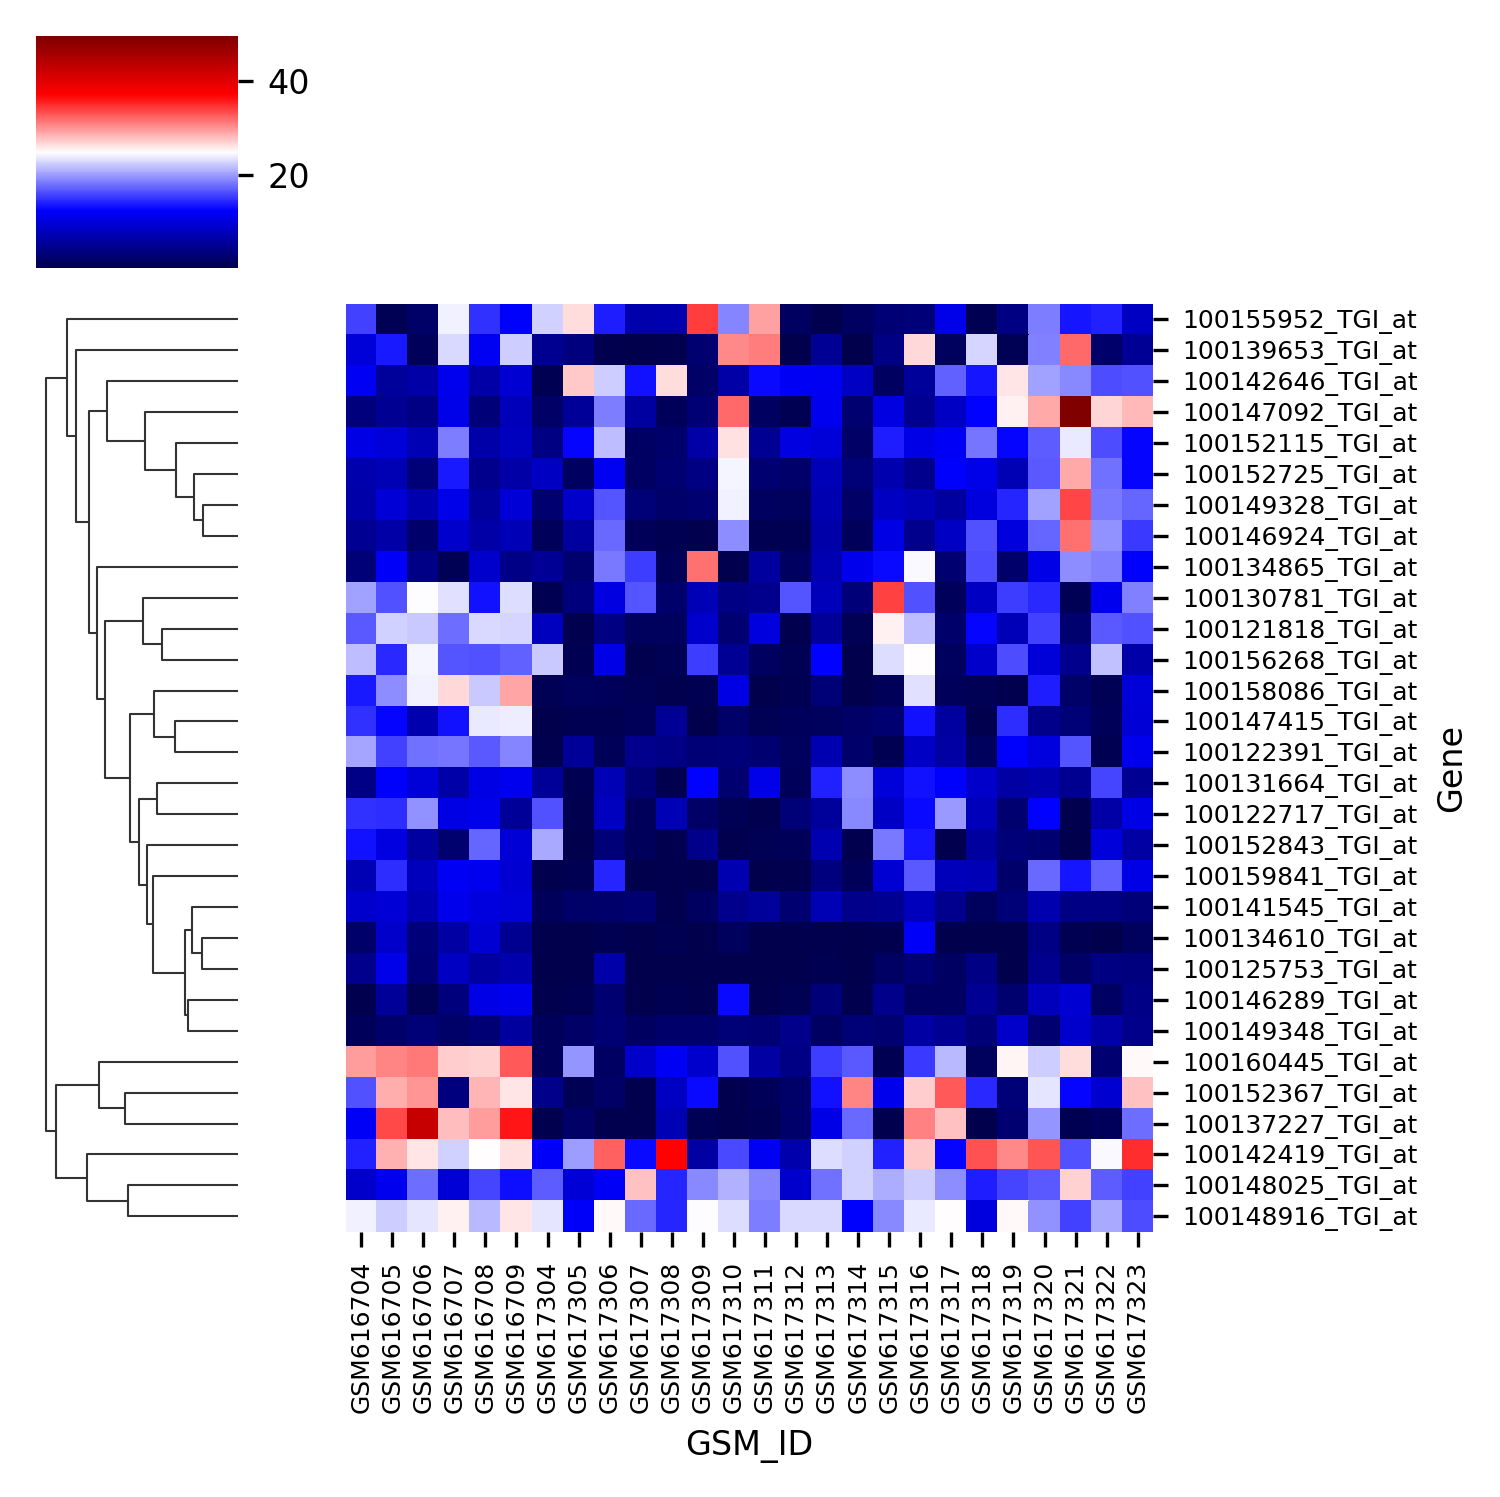 40
20
100155952_TGI_at
100139653_TGI_at
100142646_TGI_at
100147092_TGI_at
100152115_TGI_at
100152725_TGI_at
100149328_TGI_at
100146924_TGI_at
100134865_TGI_at
100130781_TGI_at
100121818_TGI_at
100156268_TGI_at
100158086_TGI_at
100147415_TGI_at
100122391_TGI_at
100131664_TGI_at
100122717_TGI_at
100152843_TGI_at
100159841_TGI_at
100141545_TGI_at
100134610_TGI_at
100125753_TGI_at
100146289_TGI_at
100149348_TGI_at
100160445_TGI_at
100152367_TGI_at
100137227_TGI_at
100142419_TGI_at
100148025_TGI_at
100148916_TGI_at
Gene
GSM616704
GSM616705
GSM616706
GSM616707
GSM616708
GSM616709
GSM617304
GSM617305
GSM617306
GSM617307
GSM617308
GSM617309
GSM617310
GSM617311
GSM617312
GSM617313
GSM617314
GSM617315
GSM617316
GSM617317
GSM617318
GSM617319
GSM617320
GSM617321
GSM617322
GSM617323
GSM_ID